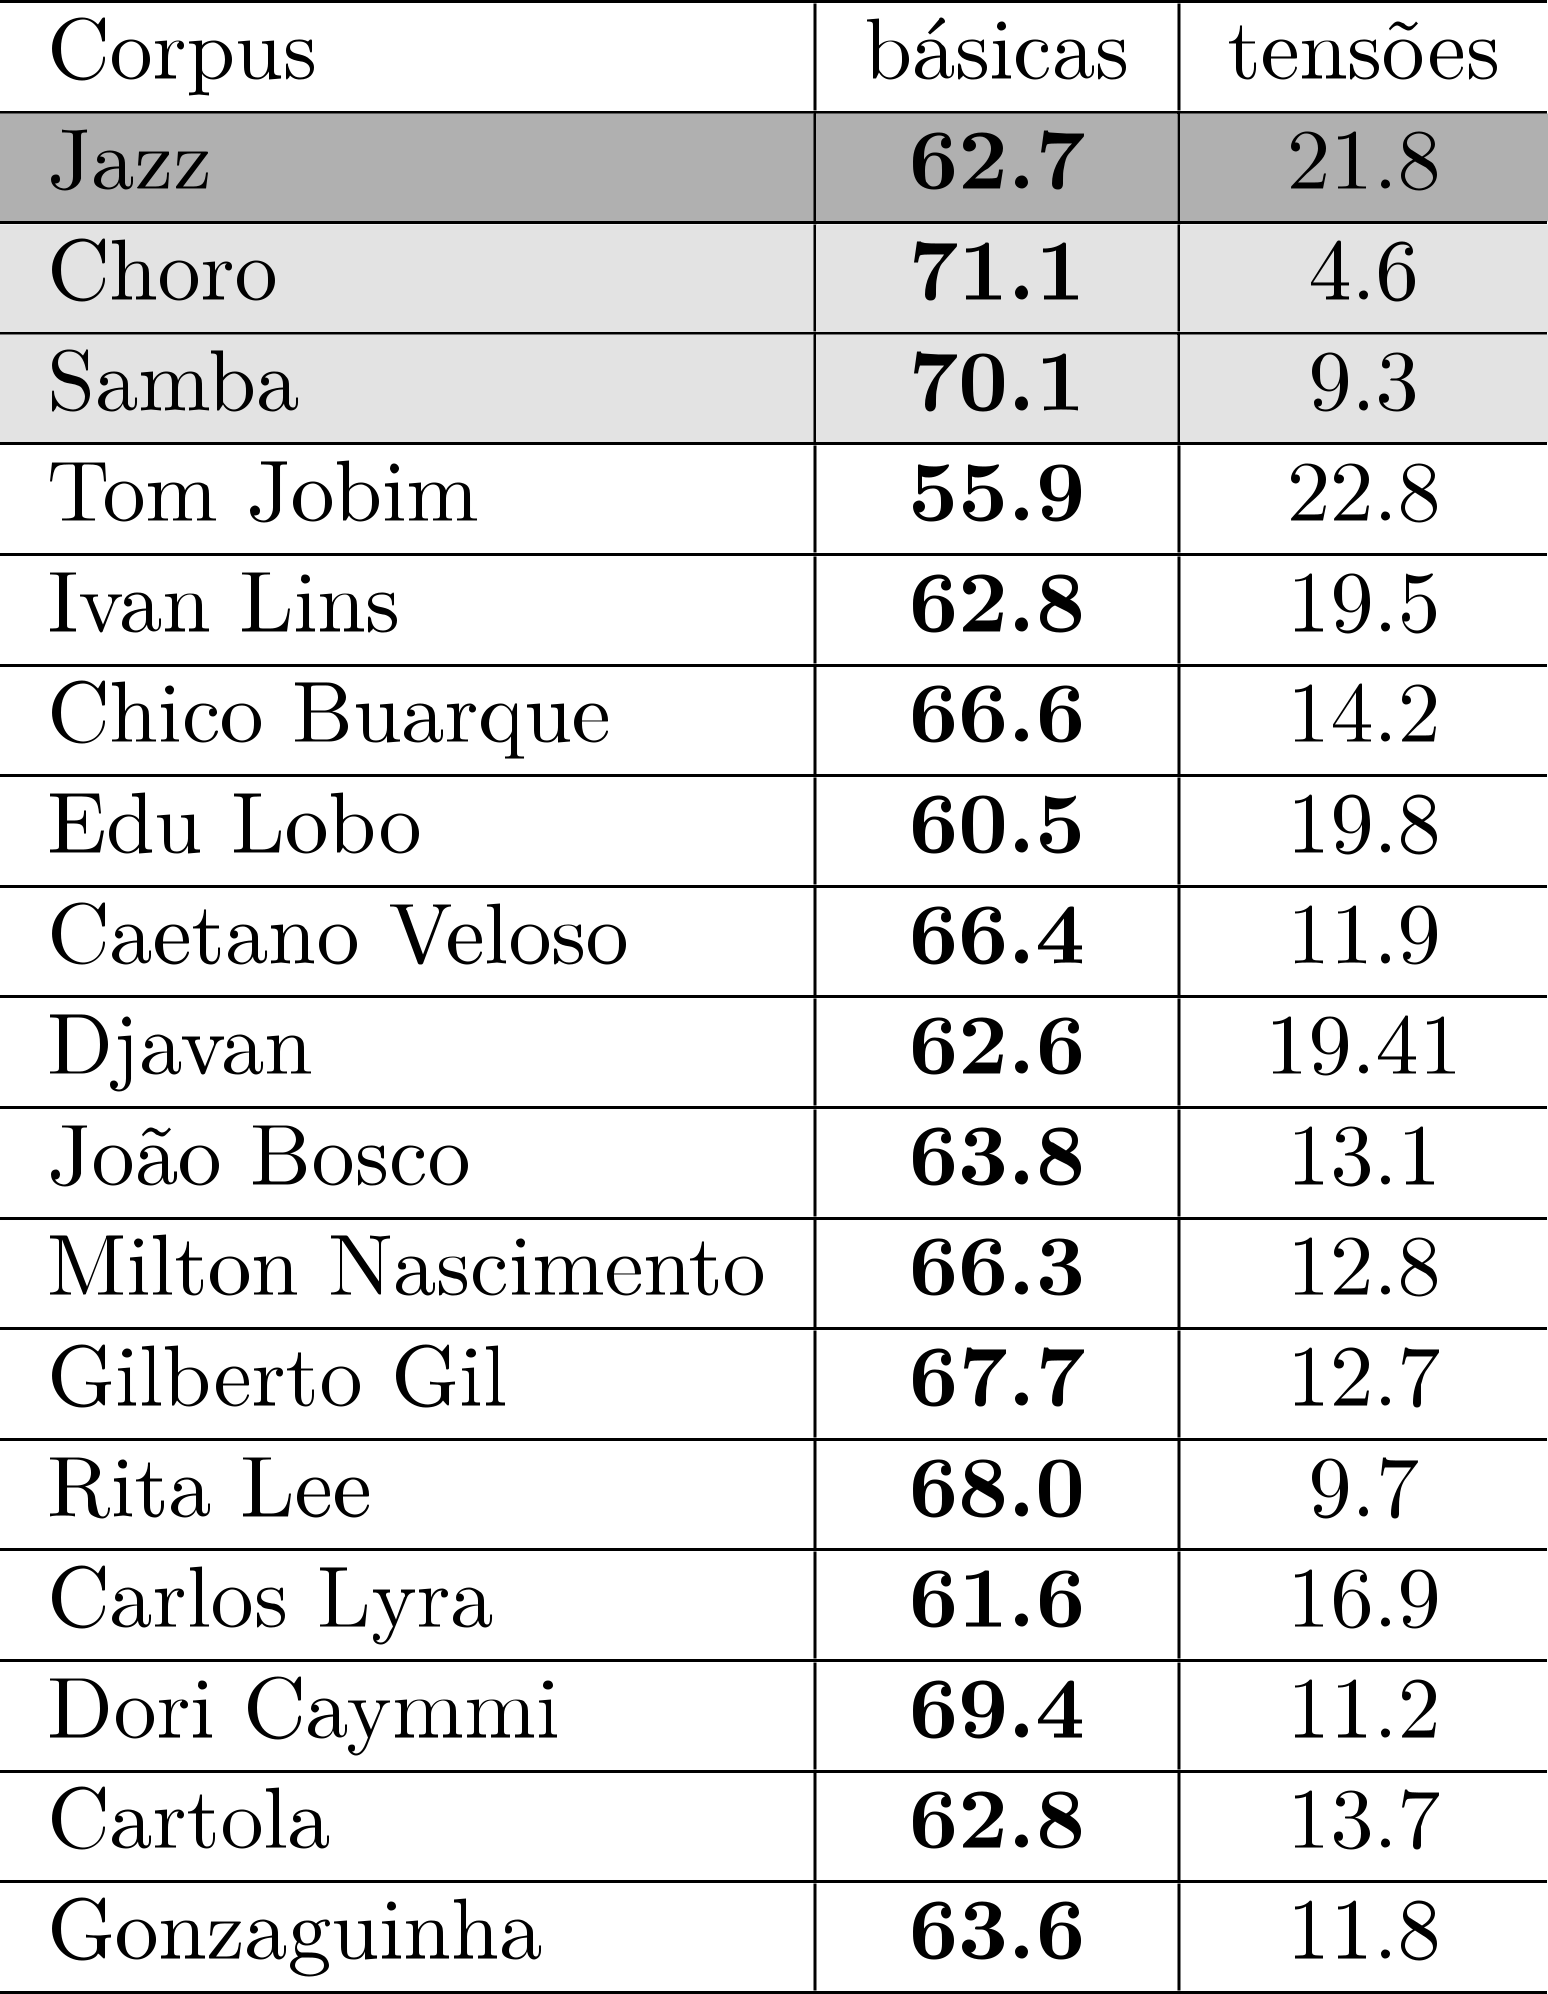 Corpus básicas tensões
Jazz 62.7 21.8
Choro 71.1 4.6
Samba 70.1 9.3
Tom Jobim 55.9 22.8
Ivan Lins 62.8 19.5
Chico Buarque 66.6 14.2
Edu Lobo 60.5 19.8
Caetano Veloso 66.4 11.9
Djavan 62.6 19.41
João Bosco 63.8 13.1
Milton Nascimento 66.3 12.8
Gilberto Gil 67.7 12.7
Rita Lee 68.0 9.7
Carlos Lyra 61.6 16.9
Dori Caymmi 69.4 11.2
Cartola 62.8 13.7
Gonzaguinha 63.6 11.8